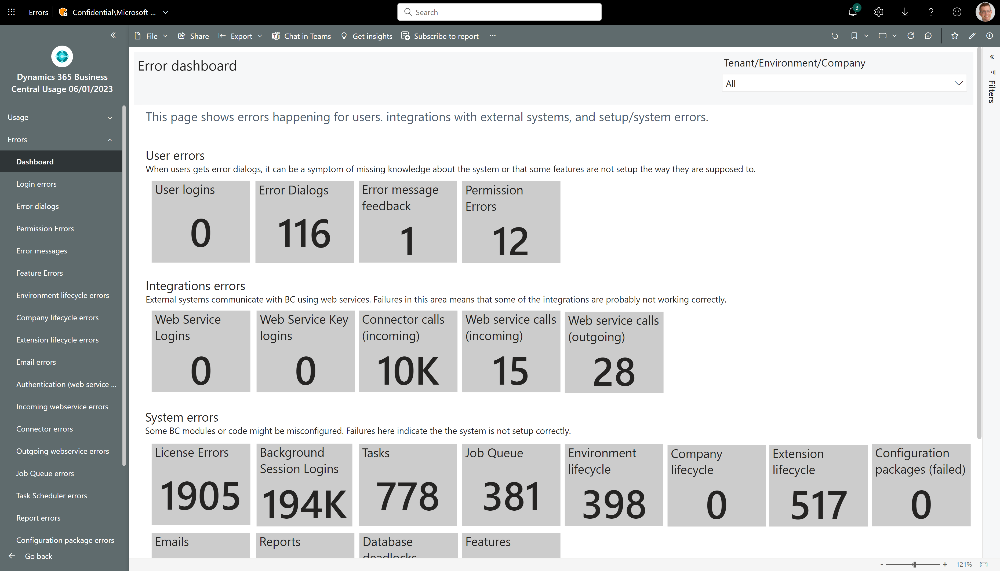 Errors
Confidential\Microsoft ...
Search
3
Dynamics 365 Business
Central Usage 06/01/2023
Usage
Errors
Dashboard
Login errors
Error dialogs
Permission Errors
Error messages
Feature Errors
Environment lifecycle errors
Company lifecycle errors
Extension lifecycle errors
Email errors
Authentication (web service ...
Incoming webservice errors
Connector errors
Outgoing webservice errors
Job Queue errors
Task Scheduler errors
Report errors
Configuration package errors
Go back
File Share Export Chat in Teams Get insights Subscribe to report ...
Error dashboard
Tenant/Environment/Company
All
Filters
This page shows errors happening for users. integrations with external systems, and setup/system errors.
User errors
When users gets error dialogs, it can be a symptom of missing knowledge about the system or that some features are not setup the way they are supposed to.
User logins
0
Error Dialogs
116
Error message
feedback
1
Permission
Errors
12
Integrations errors
External systems communicate with BC using web services. Failures in this area means that some of the integrations are probably not working correctly.
Web Service
Logins
0
Web Service Key
logins
0
Connector calls
(incoming)
10K
Web service calls
(incoming)
15
Web service calls
(outgoing)
28
System errors
Some BC modules or code might be misconfigured. Failures here indicate the the system is not setup correctly.
License Errors
1905
Background
Session Logins
194K
Tasks
778
Job Queue
381
Environment
lifecycle
398
Company
lifecycle
0
Extension
lifecycle
517
Configuration
packages (failed)
0
Emails
Reports
Database
deadlocks
Features
- + 121%